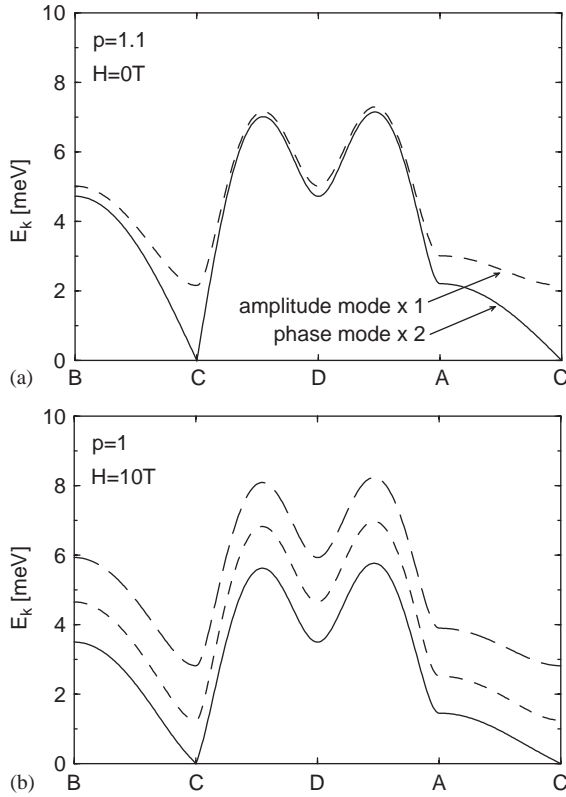 10
p=1.1
H=0T
8
6
E_k [meV]
4
2
amplitude mode x 1
phase mode x 2
0
(a)
B C D A C
10
p=1
H=10T
8
6
E_k [meV]
4
2
0
(b)
B C D A C